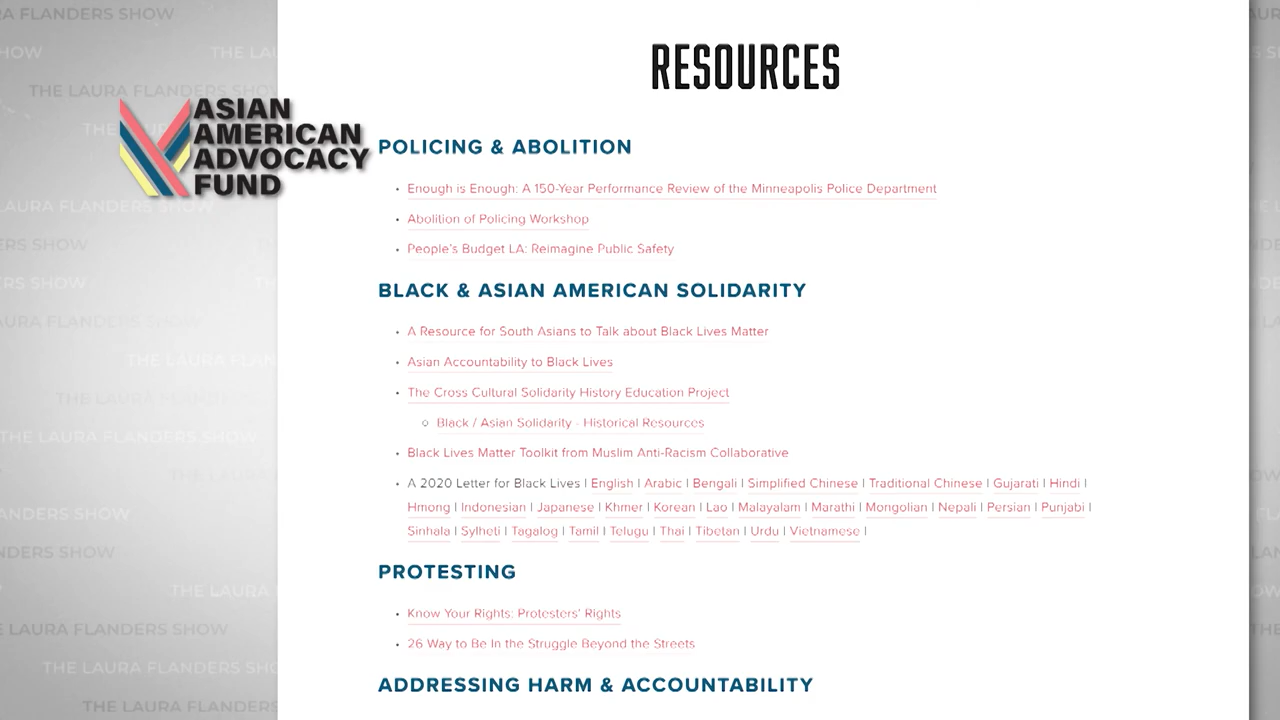 RESOURCES
ASIAN
AMERICAN
ADVOCACY
FUND
POLICING & ABOLITION
• Enough is Enough: A 150-Year Performance Review of the Minneapolis Police Department
• Abolition of Policing Workshop
• People's Budget LA: Reimagine Public Safety
BLACK & ASIAN AMERICAN SOLIDARITY
• A Resource for South Asians to Talk about Black Lives Matter
• Asian Accountability to Black Lives
• The Cross Cultural Solidarity History Education Project
○ Black / Asian Solidarity - Historical Resources
• Black Lives Matter Toolkit from Muslim Anti-Racism Collaborative
• A 2020 Letter for Black Lives | English | Arabic | Bengali | Simplified Chinese | Traditional Chinese | Gujarati | Hindi |
Hmong | Indonesian | Japanese | Khmer | Korean | Lao | Malayalam | Marathi | Mongolian | Nepali | Persian | Punjabi |
Sinhala | Sylheti | Tagalog | Tamil | Telugu | Thai | Tibetan | Urdu | Vietnamese |
PROTESTING
• Know Your Rights: Protesters' Rights
• 26 Way to Be In the Struggle Beyond the Streets
ADDRESSING HARM & ACCOUNTABILITY
THE LAURA FLANDERS SHOW